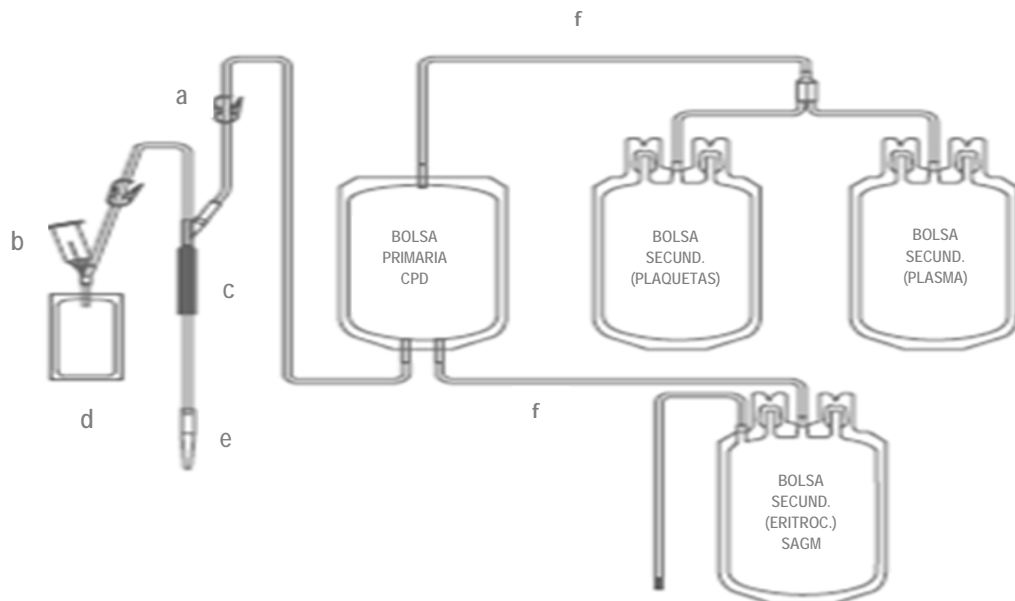 f
a
b
c
d
e
BOLSA
PRIMARIA
CPD
BOLSA
SECUND.
(PLAQUETAS)
BOLSA
SECUND.
(PLASMA)
f
BOLSA
SECUND.
(ERITROC.)
SAGM